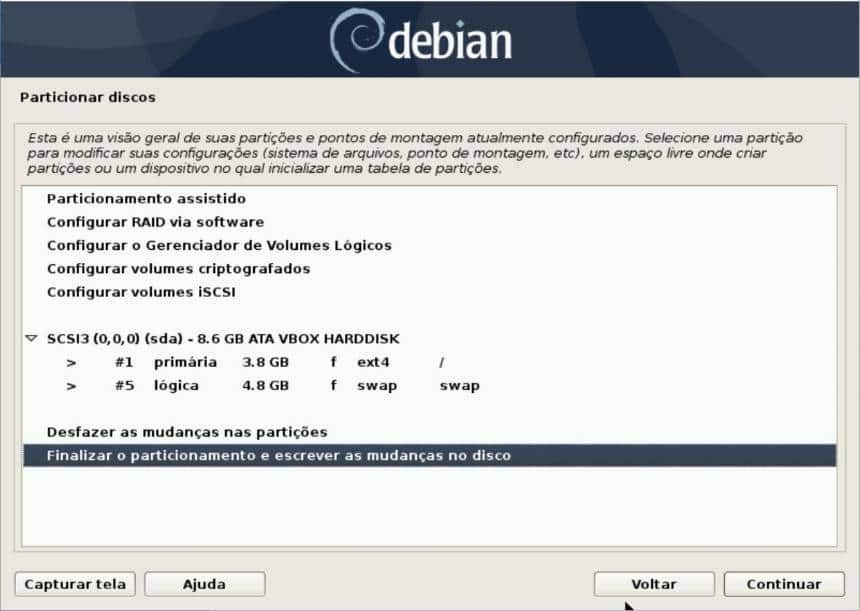 debian
Particionar discos
Esta é uma visão geral de suas partições e pontos de montagem atualmente configurados. Selecione uma partição
para modificar suas configurações (sistema de arquivos, ponto de montagem, etc), um espaço livre onde criar
partições ou um dispositivo no qual inicializar uma tabela de partições.
Particionamento assistido
Configurar RAID via software
Configurar o Gerenciador de Volumes Lógicos
Configurar volumes criptografados
Configurar volumes iSCSI
SCSI3 (0,0,0) (sda) - 8.6 GB ATA VBOX HARDDISK
> #1 primária 3.8 GB f ext4 /
> #5 lógica 4.8 GB f swap swap
Desfazer as mudanças nas partições
Finalizar o particionamento e escrever as mudanças no disco
Capturar tela Ajuda Voltar Continuar